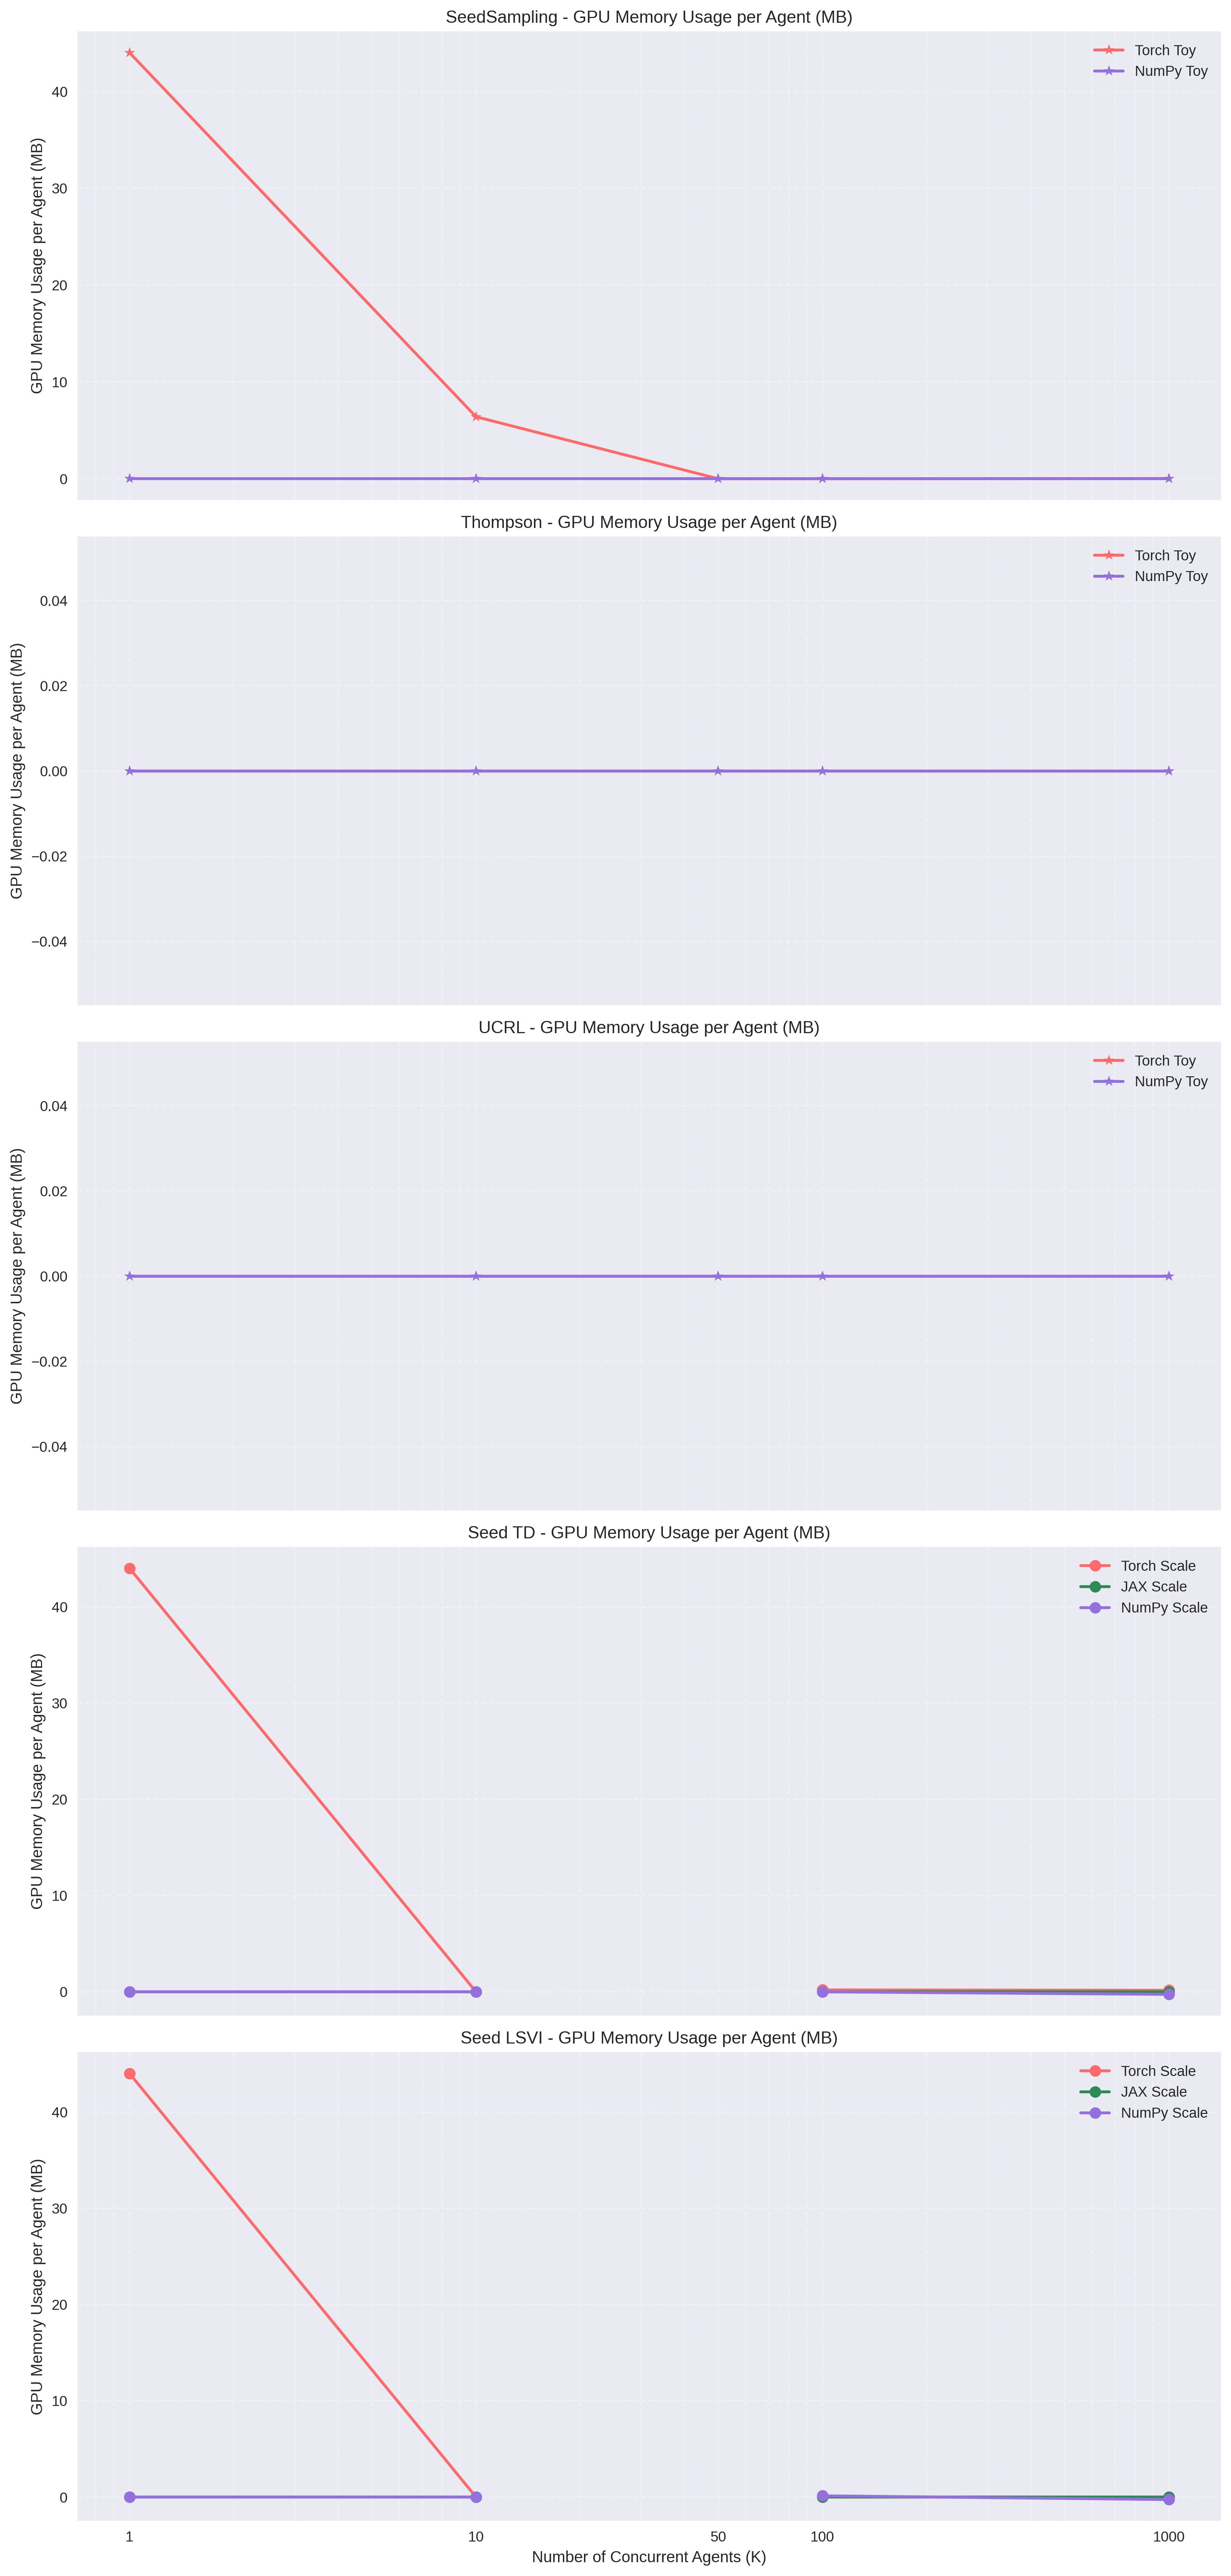 SeedSampling - GPU Memory Usage per Agent (MB)
Torch Toy
NumPy Toy
GPU Memory Usage per Agent (MB)
40
30
20
10
0
Thompson - GPU Memory Usage per Agent (MB)
Torch Toy
NumPy Toy
GPU Memory Usage per Agent (MB)
0.04
0.02
0.00
−0.02
−0.04
UCRL - GPU Memory Usage per Agent (MB)
Torch Toy
NumPy Toy
GPU Memory Usage per Agent (MB)
0.04
0.02
0.00
−0.02
−0.04
Seed TD - GPU Memory Usage per Agent (MB)
Torch Scale
JAX Scale
NumPy Scale
GPU Memory Usage per Agent (MB)
40
30
20
10
0
Seed LSVI - GPU Memory Usage per Agent (MB)
Torch Scale
JAX Scale
NumPy Scale
GPU Memory Usage per Agent (MB)
40
30
20
10
0
1 10 50 100 1000
Number of Concurrent Agents (K)